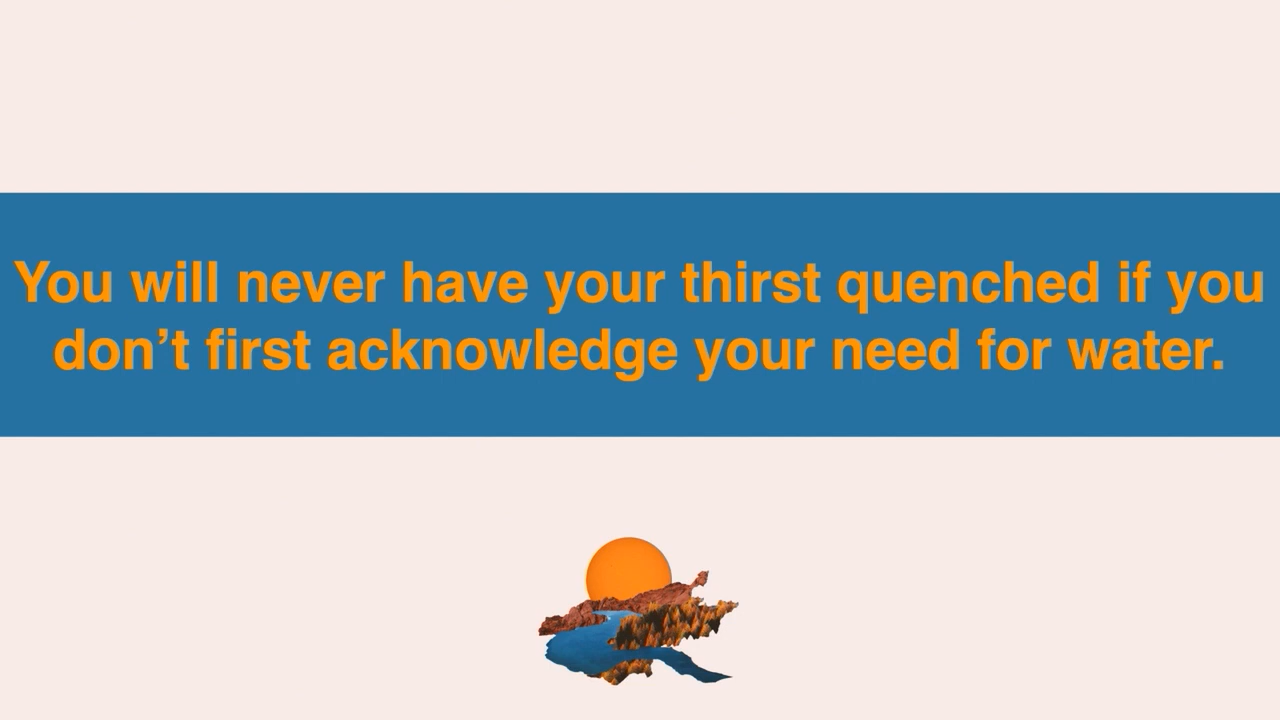 You will never have your thirst quenched if you
don’t first acknowledge your need for water.